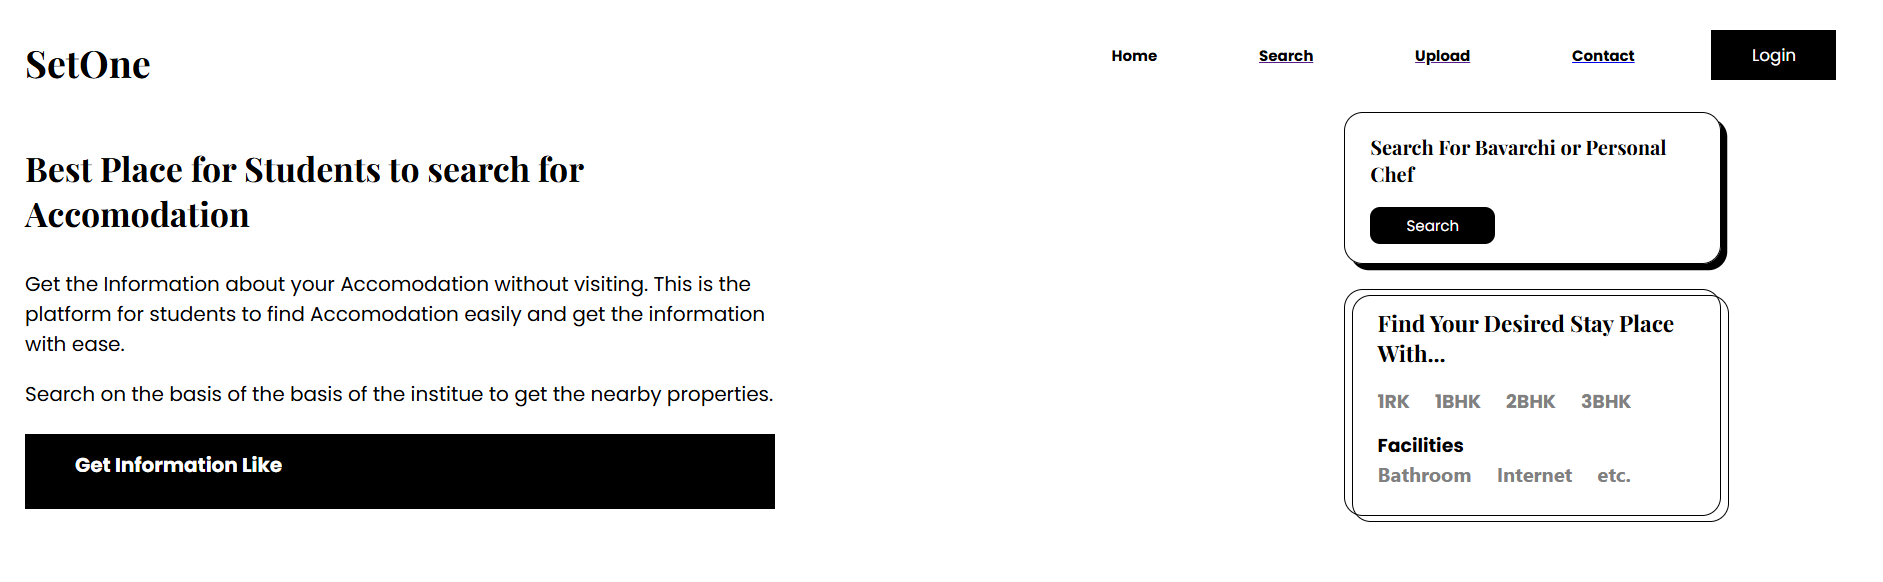 SetOne
Home Search Upload Contact Login
Best Place for Students to search for
Accomodation
Get the Information about your Accomodation without visiting. This is the
platform for students to find Accomodation easily and get the information
with ease.
Search on the basis of the basis of the institue to get the nearby properties.
Get Information Like
Search For Bavarchi or Personal
Chef
Search
Find Your Desired Stay Place
With...
1RK 1BHK 2BHK 3BHK
Facilities
Bathroom Internet etc.